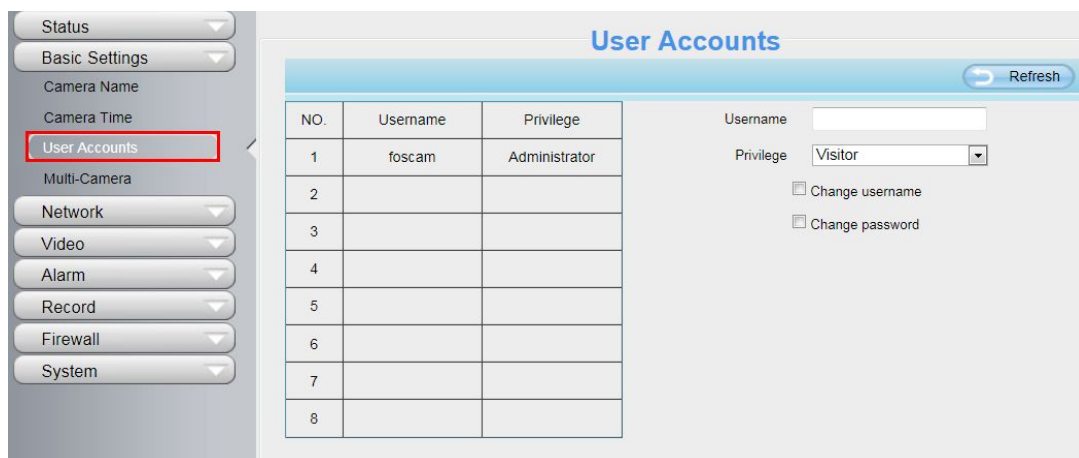 Status
Basic Settings
Camera Name
Camera Time
User Accounts
Multi-Camera
Network
Video
Alarm
Record
Firewall
System
User Accounts
Refresh
NO. Username Privilege
1 foscam Administrator
2
3
4
5
6
7
8
Username
Privilege Visitor
Change username
Change password